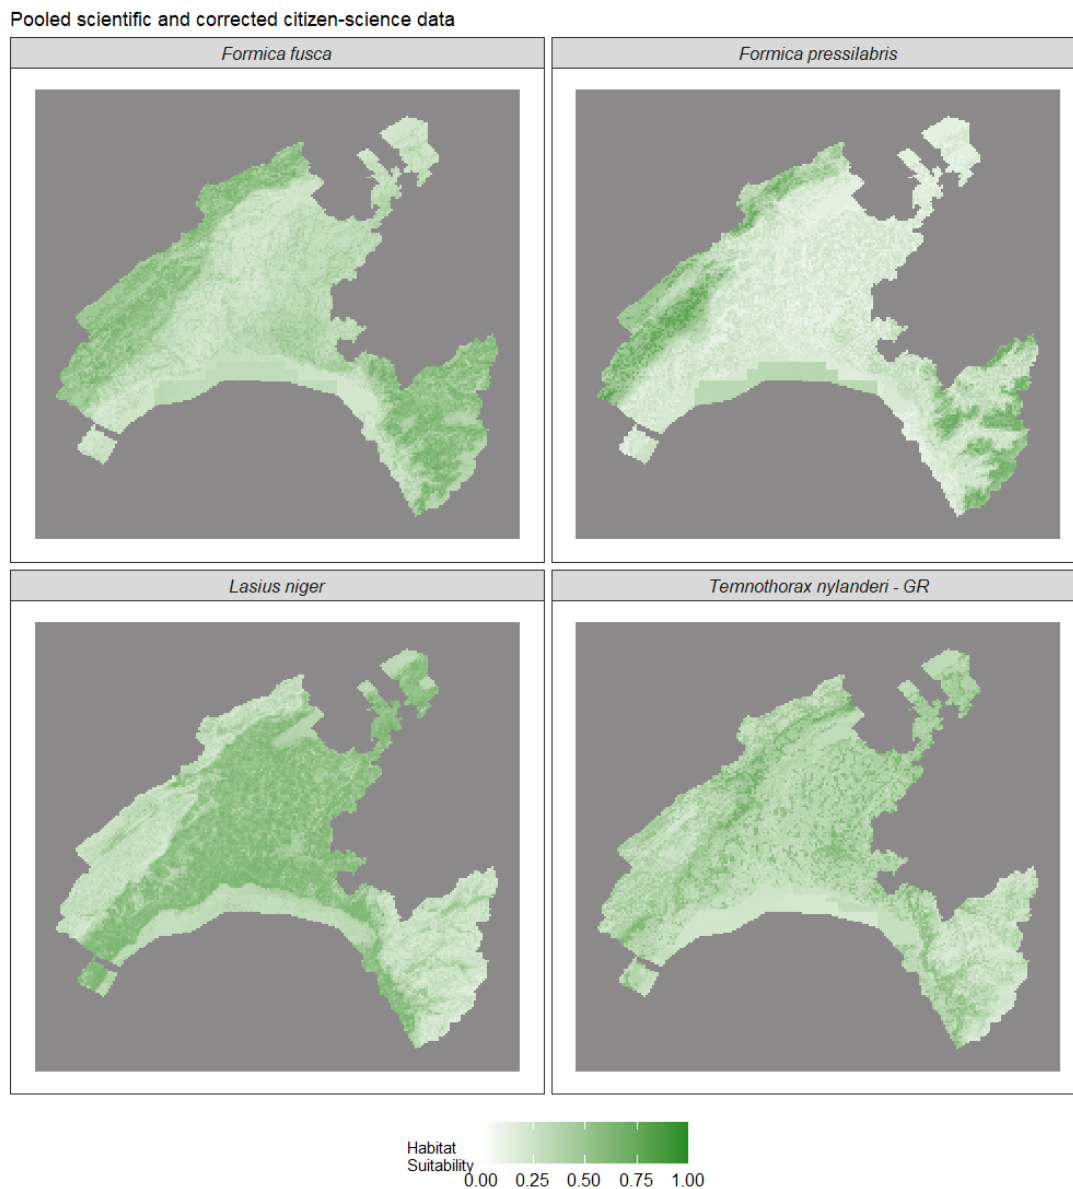 Pooled scientific and corrected citizen-science data
Formica fusca
Formica pressilabris
Lasius niger
Temnothorax nylanderi - GR
Habitat
Suitability
0.00 0.25 0.50 0.75 1.00